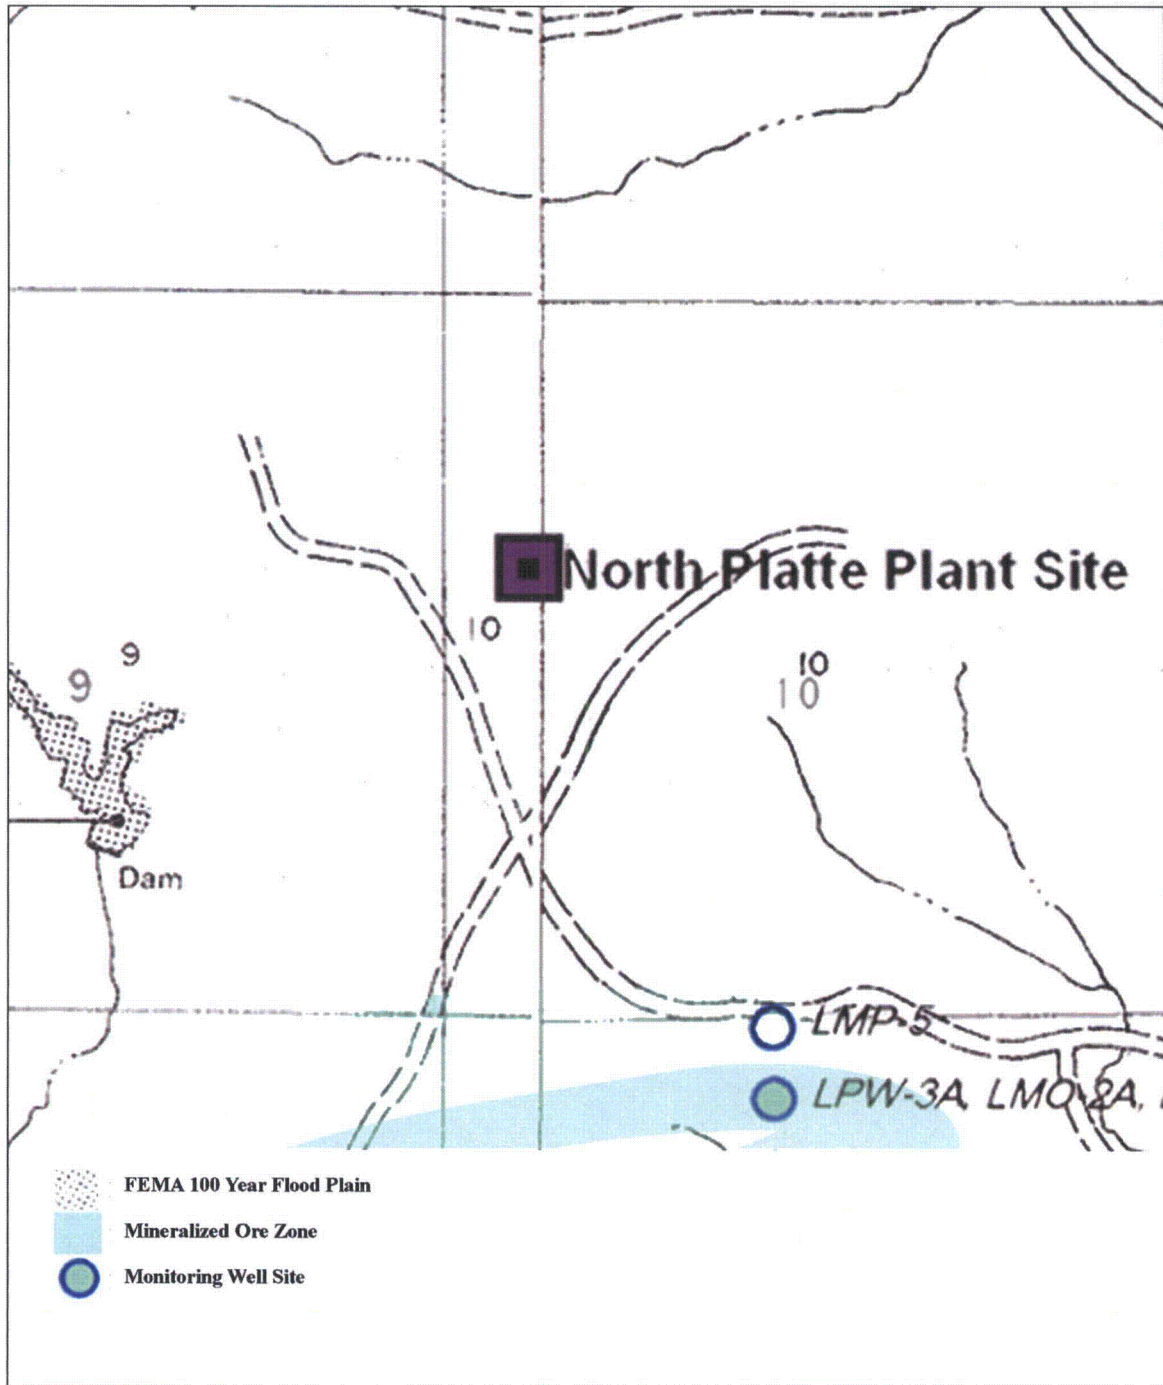 North Platte Plant Site
10
9
9
10
10
Dam
LMP-5
LPW-3A, LMO-2A,
FEMA 100 Year Flood Plain
Mineralized Ore Zone
Monitoring Well Site